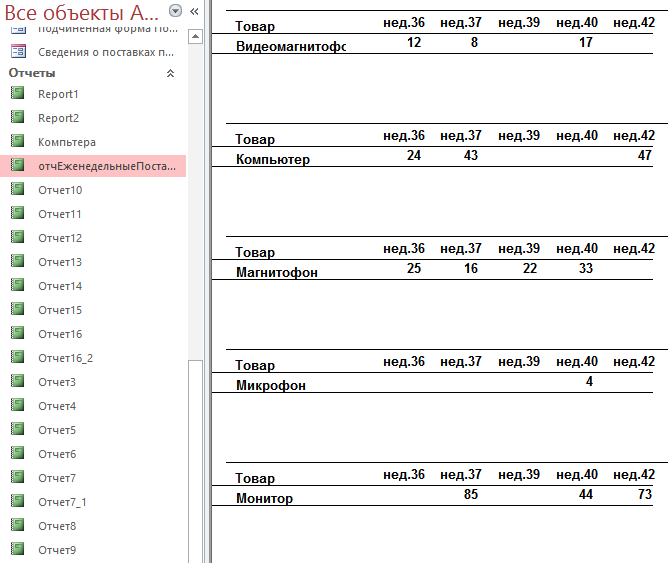 Все объекты A...
Подчиненная форма По...
Сведения о поставках п...
Отчеты
Report1
Report2
Компьтера
отчЕженедельныеПоста...
Отчет10
Отчет11
Отчет12
Отчет13
Отчет14
Отчет15
Отчет16
Отчет16_2
Отчет3
Отчет4
Отчет5
Отчет6
Отчет7
Отчет7_1
Отчет8
Отчет9
Товар нед.36 нед.37 нед.39 нед.40 нед.42
Видеомагнитофо 12 8 17
Товар нед.36 нед.37 нед.39 нед.40 нед.42
Компьютер 24 43 47
Товар нед.36 нед.37 нед.39 нед.40 нед.42
Магнитофон 25 16 22 33
Товар нед.36 нед.37 нед.39 нед.40 нед.42
Микрофон 4
Товар нед.36 нед.37 нед.39 нед.40 нед.42
Монитор 85 44 73